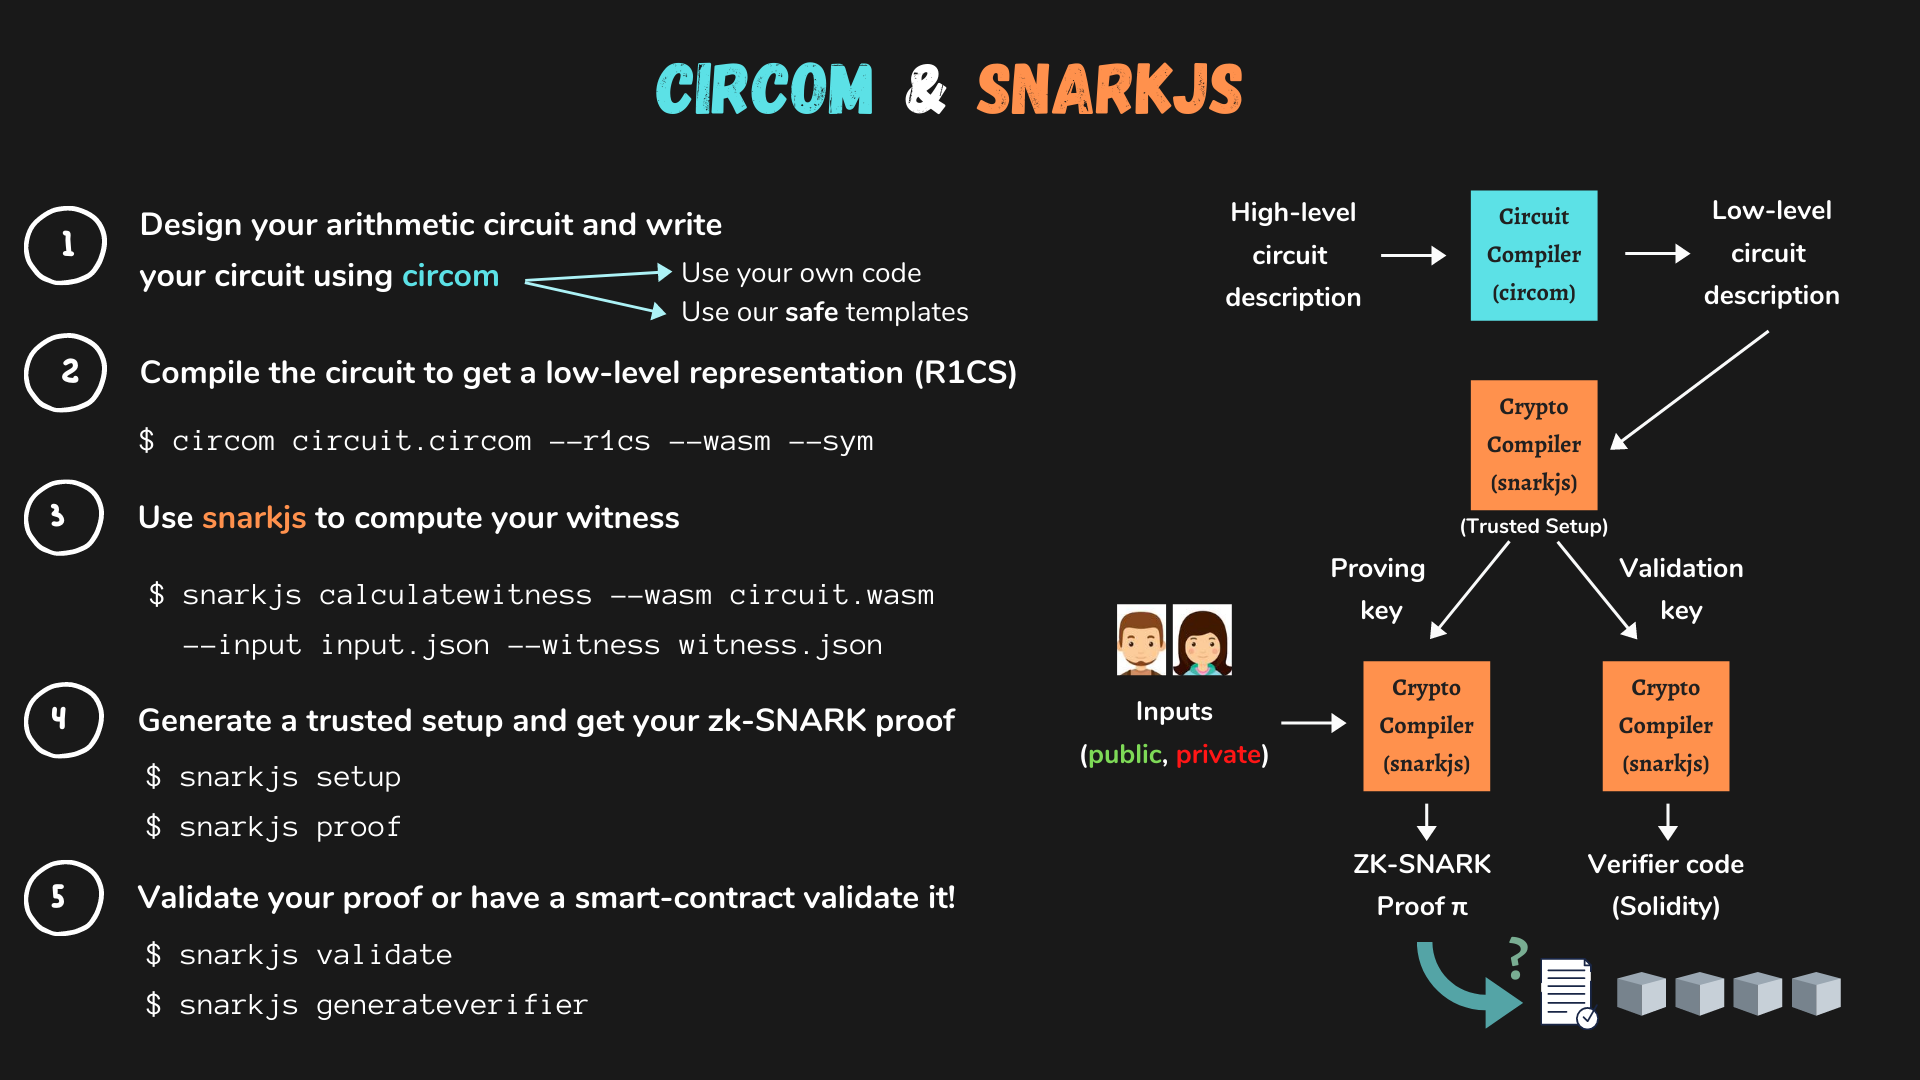 CIRCOM & SNARKJS
1
Design your arithmetic circuit and write
your circuit using circom
Use your own code
Use our safe templates
2
Compile the circuit to get a low-level representation (R1CS)
$ circom circuit.circom --r1cs --wasm --sym
3
Use snarkjs to compute your witness
$ snarkjs calculatewitness --wasm circuit.wasm
--input input.json --witness witness.json
4
Generate a trusted setup and get your zk-SNARK proof
$ snarkjs setup
$ snarkjs proof
5
Validate your proof or have a smart-contract validate it!
$ snarkjs validate
$ snarkjs generateverifier
High-level
circuit
description
Circuit
Compiler
(circom)
Low-level
circuit
description
Crypto
Compiler
(snarkjs)
(Trusted Setup)
Proving
key
Validation
key
Inputs
(public, private)
Crypto
Compiler
(snarkjs)
Crypto
Compiler
(snarkjs)
ZK-SNARK
Proof π
Verifier code
(Solidity)
?